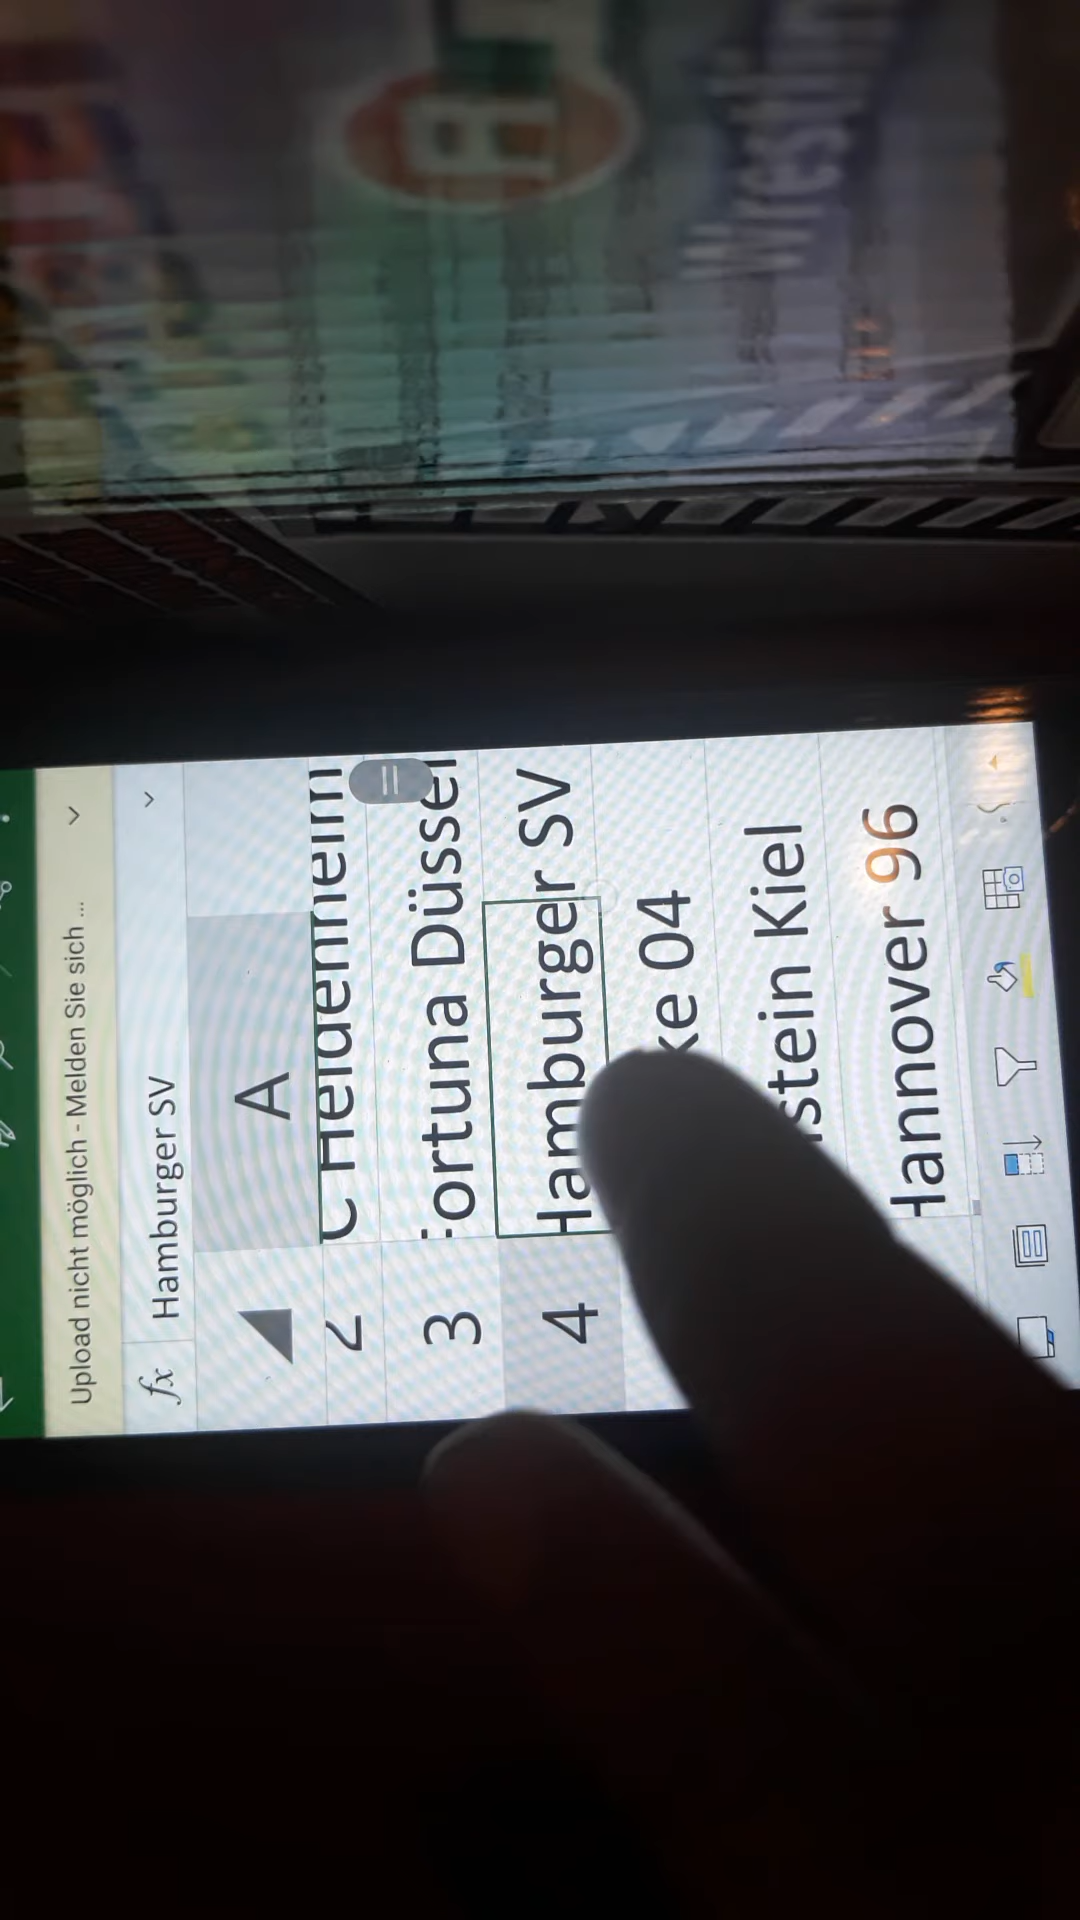 Upload nicht möglich - Melden Sie sich ...
fx Hamburger SV
A
2 C Heidenheim
3 Fortuna Düssel
4 Hamburger SV
ke 04
stein Kiel
Hannover 96